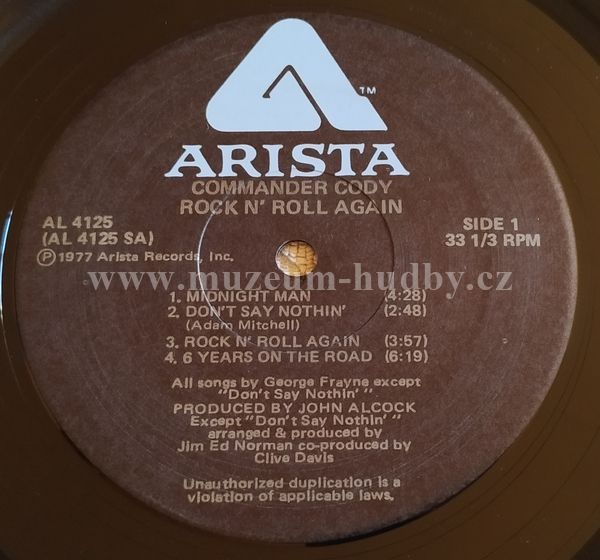 TM
ARISTA
COMMANDER CODY
ROCK N' ROLL AGAIN
AL 4125
(AL 4125 SA)
℗ 1977 Arista Records, Inc.
SIDE 1
33 1/3 RPM
www.muzeum-hudby.cz
1. MIDNIGHT MAN (4:28)
2. DON'T SAY NOTHIN' (2:48)
(Adam Mitchell)
3. ROCK N' ROLL AGAIN (3:57)
4. 6 YEARS ON THE ROAD (6:19)
All songs by George Frayne except
"Don't Say Nothin' "
PRODUCED BY JOHN ALCOCK
Except "Don't Say Nothin' "
arranged & produced by
Jim Ed Norman co-produced by
Clive Davis
Unauthorized duplication is a
violation of applicable laws.